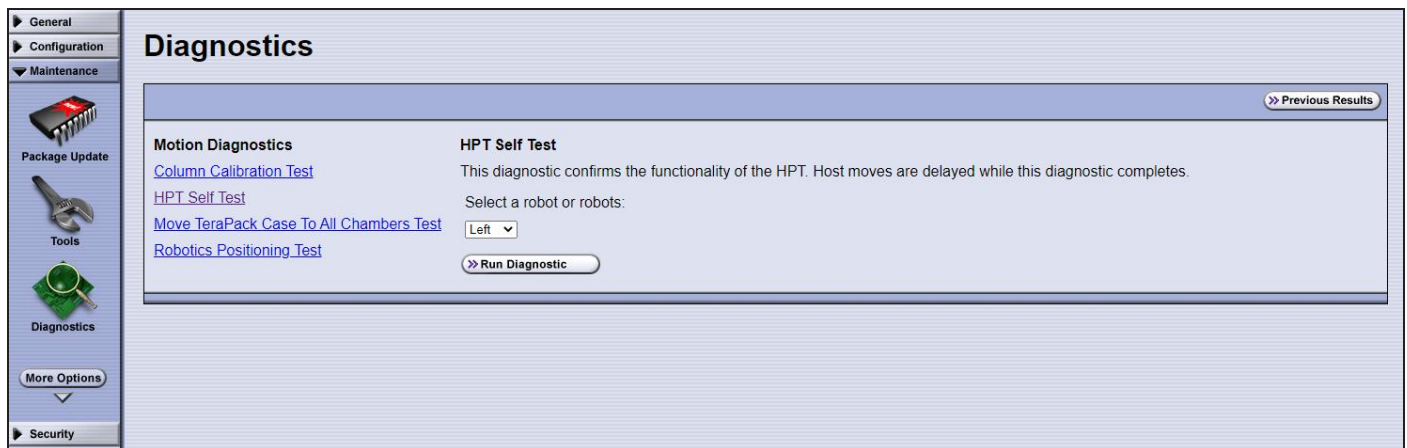 General
Configuration
Maintenance
Package Update
Tools
Diagnostics
More Options
Security
Diagnostics
Previous Results
Motion Diagnostics
Column Calibration Test
HPT Self Test
Move TeraPack Case To All Chambers Test
Robotics Positioning Test
HPT Self Test
This diagnostic confirms the functionality of the HPT. Host moves are delayed while this diagnostic completes.
Select a robot or robots:
Left
Run Diagnostic